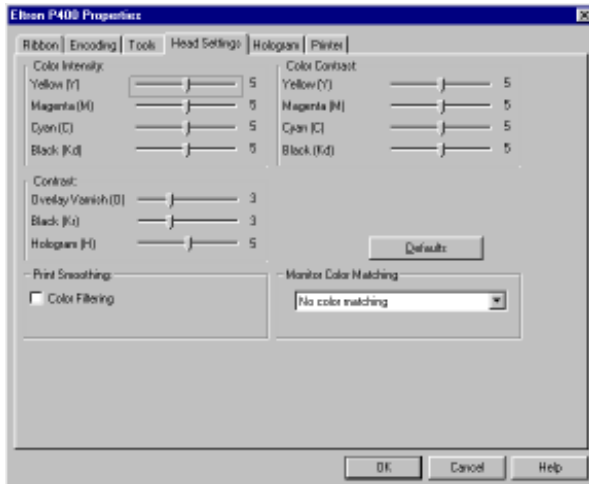 Eltron P400 Properties
Ribbon Encoding Tools Head Settings Hologram Printer
Color Intensity:
Yellow (Y) 5
Magenta (M) 5
Cyan (C) 5
Black (Kd) 5
Color Contrast:
Yellow (Y) 5
Magenta (M) 5
Cyan (C) 5
Black (Kd) 5
Contrast:
Overlay Varnish (O) 3
Black (Kr) 3
Hologram (H) 5
Defaults
Print Smoothing:
Color Filtering
Monitor Color Matching
No color matching
OK Cancel Help